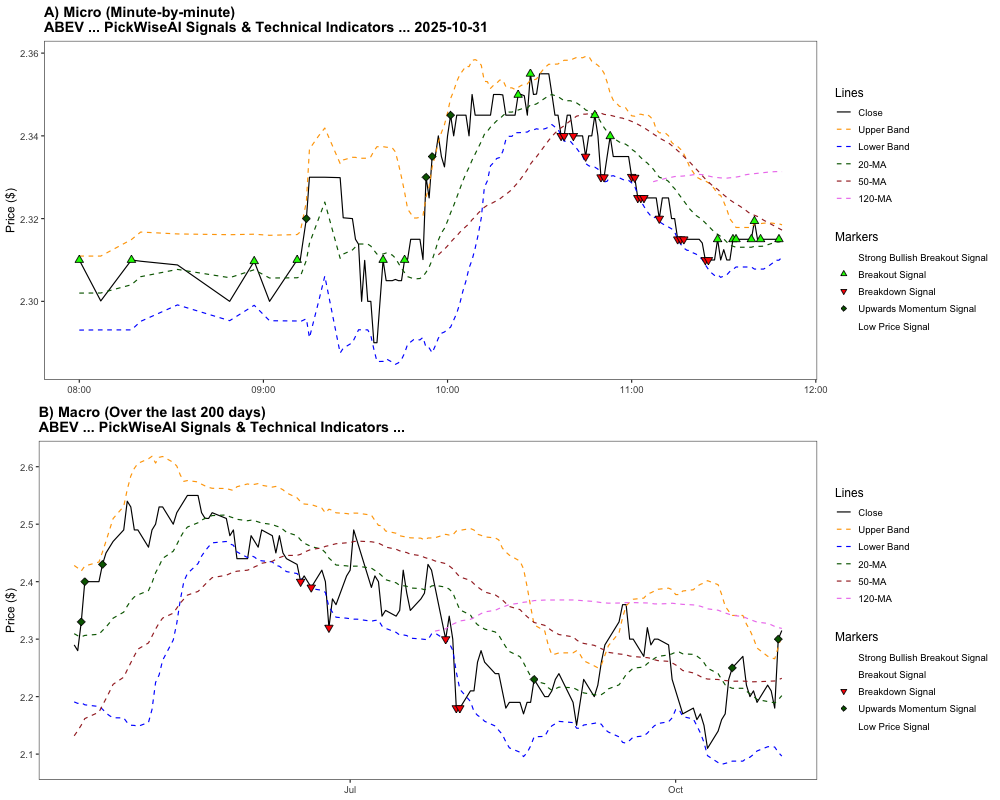 A) Micro (Minute-by-minute)
ABEV ... PickWiseAI Signals & Technical Indicators ... 2025-10-31
Price ($)
2.36
2.34
2.32
2.30
08:00
09:00
10:00
11:00
12:00
Lines
Close
Upper Band
Lower Band
20-MA
50-MA
120-MA
Markers
Strong Bullish Breakout Signal
Breakout Signal
Breakdown Signal
Upwards Momentum Signal
Low Price Signal
B) Macro (Over the last 200 days)
ABEV ... PickWiseAI Signals & Technical Indicators ...
Price ($)
2.6
2.5
2.4
2.3
2.2
2.1
Jul
Oct
Lines
Close
Upper Band
Lower Band
20-MA
50-MA
120-MA
Markers
Strong Bullish Breakout Signal
Breakout Signal
Breakdown Signal
Upwards Momentum Signal
Low Price Signal